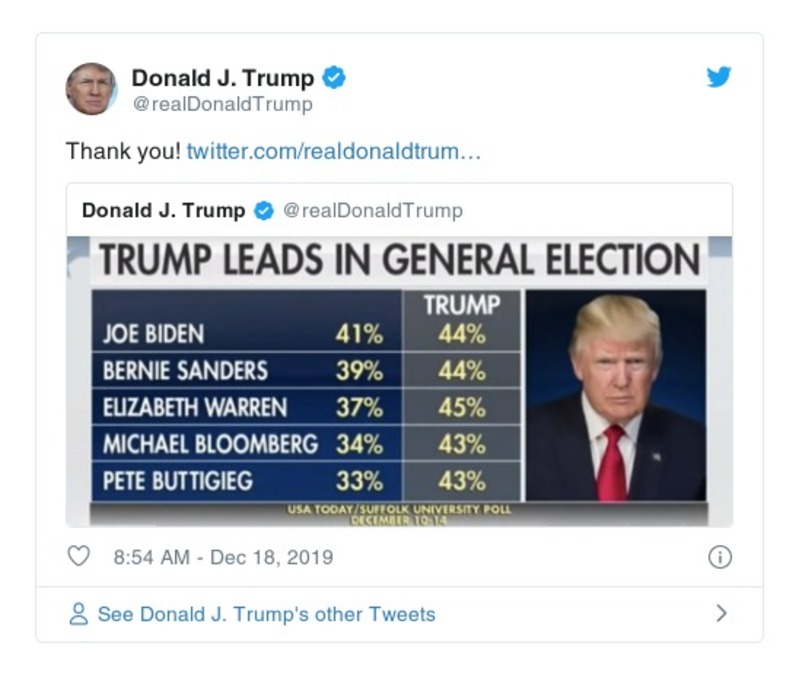 Donald J. Trump
@realDonaldTrump
Thank you! twitter.com/realdonaldtrum…
Donald J. Trump @realDonaldTrump
TRUMP LEADS IN GENERAL ELECTION
TRUMP
JOE BIDEN 41% 44%
BERNIE SANDERS 39% 44%
ELIZABETH WARREN 37% 45%
MICHAEL BLOOMBERG 34% 43%
PETE BUTTIGIEG 33% 43%
USA TODAY/SUFFOLK UNIVERSITY POLL
DECEMBER 10-14
8:54 AM - Dec 18, 2019
See Donald J. Trump's other Tweets